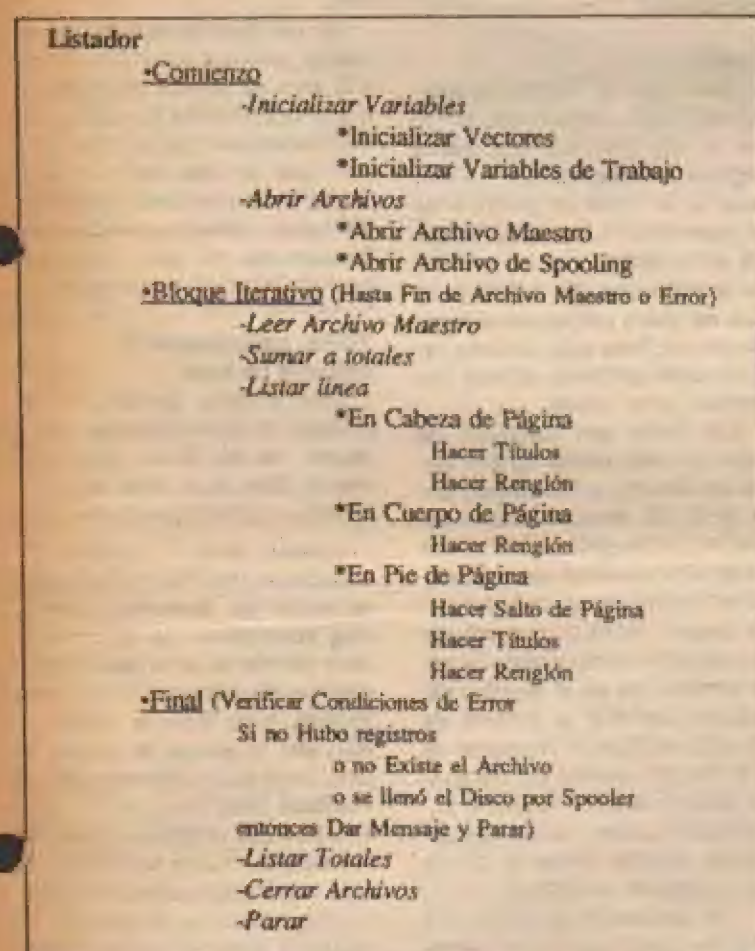 Listador
•Comienzo
-Inicializar Variables
*Inicializar Vectores
*Inicializar Variables de Trabajo
-Abrir Archivos
*Abrir Archivo Maestro
*Abrir Archivo de Spooling
•Bloque Iterativo (Hasta Fin de Archivo Maestro o Error)
-Leer Archivo Maestro
-Sumar a totales
-Listar linea
*En Cabeza de Página
Hacer Títulos
Hacer Renglón
*En Cuerpo de Página
Hacer Renglón
*En Pie de Página
Hacer Salto de Página
Hacer Títulos
Hacer Renglón
•Final (Verificar Condiciones de Error
Si no Hubo registros
o no Existe el Archivo
o se llenó el Disco por Spooler
entonces Dar Mensaje y Parar)
-Listar Totales
-Cerrar Archivos
-Parar